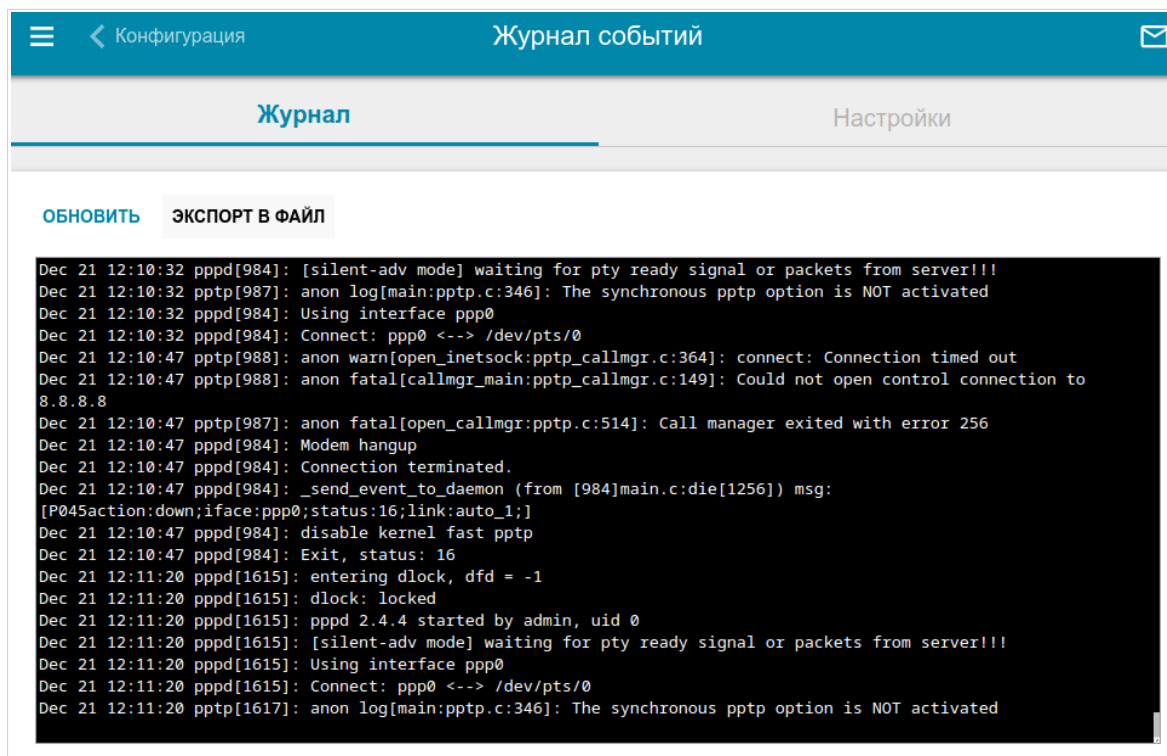 Конфигурация
Журнал событий
Журнал
Настройки
ОБНОВИТЬ
ЭКСПОРТ В ФАЙЛ
Dec 21 12:10:32 pppd[984]: [silent-adv mode] waiting for pty ready signal or packets from server!!!
Dec 21 12:10:32 pptp[987]: anon log[main:pptp.c:346]: The synchronous pptp option is NOT activated
Dec 21 12:10:32 pppd[984]: Using interface ppp0
Dec 21 12:10:32 pppd[984]: Connect: ppp0 <--> /dev/pts/0
Dec 21 12:10:47 pptp[988]: anon warn[open_inetsock:pptp_callmgr.c:364]: connect: Connection timed out
Dec 21 12:10:47 pptp[988]: anon fatal[callmgr_main:pptp_callmgr.c:149]: Could not open control connection to
8.8.8.8
Dec 21 12:10:47 pptp[987]: anon fatal[open_callmgr:pptp.c:514]: Call manager exited with error 256
Dec 21 12:10:47 pppd[984]: Modem hangup
Dec 21 12:10:47 pppd[984]: Connection terminated.
Dec 21 12:10:47 pppd[984]: _send_event_to_daemon (from [984]main.c:die[1256]) msg:
[P045action:down;iface:ppp0;status:16;link:auto_1;]
Dec 21 12:10:47 pppd[984]: disable kernel fast pptp
Dec 21 12:10:47 pppd[984]: Exit, status: 16
Dec 21 12:11:20 pppd[1615]: entering dlock, dfd = -1
Dec 21 12:11:20 pppd[1615]: dlock: locked
Dec 21 12:11:20 pppd[1615]: pppd 2.4.4 started by admin, uid 0
Dec 21 12:11:20 pppd[1615]: [silent-adv mode] waiting for pty ready signal or packets from server!!!
Dec 21 12:11:20 pppd[1615]: Using interface ppp0
Dec 21 12:11:20 pppd[1615]: Connect: ppp0 <--> /dev/pts/0
Dec 21 12:11:20 pptp[1617]: anon log[main:pptp.c:346]: The synchronous pptp option is NOT activated